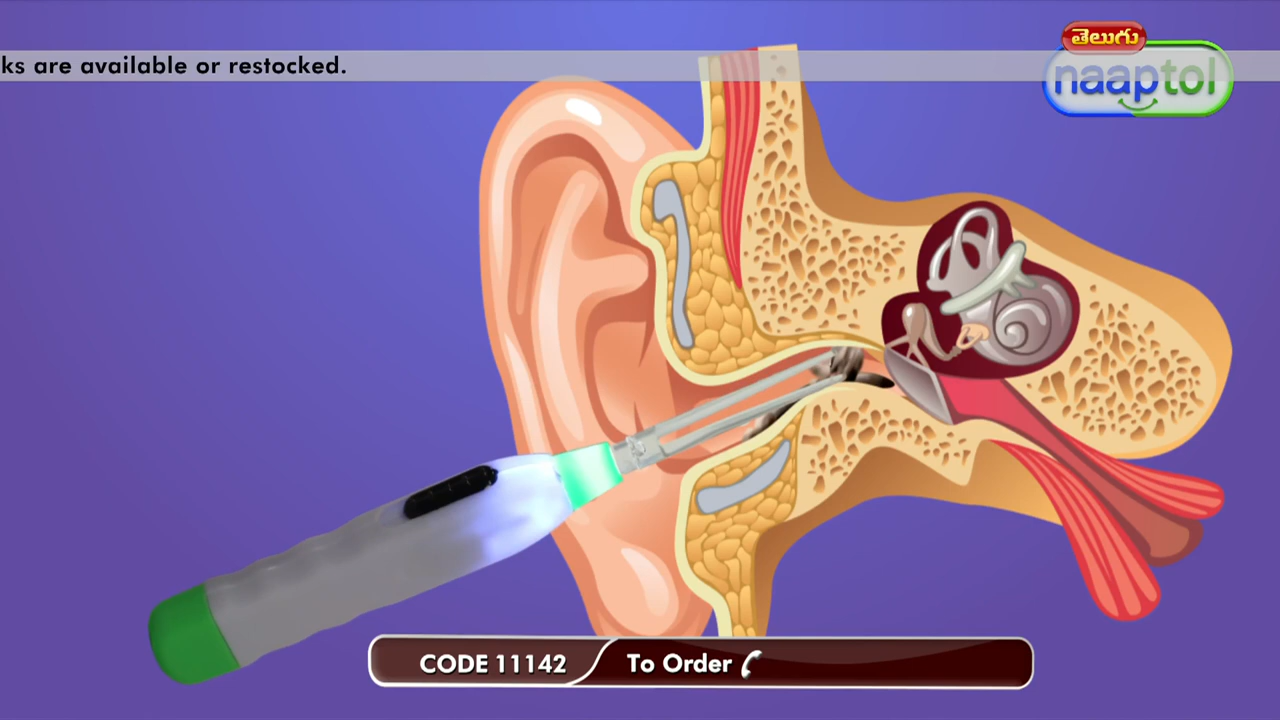 తెలుగు
naaptol
ks are available or restocked.
CODE 11142 To Order